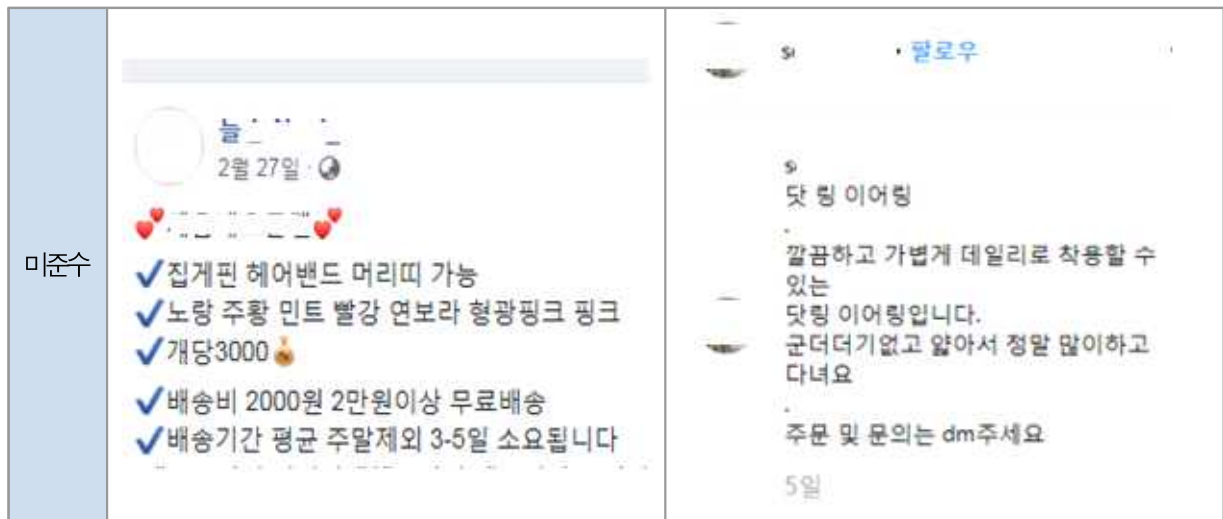 미준수
늘
2월 27일 ·
✔집게핀 헤어밴드 머리띠 가능
✔노랑 주황 민트 빨강 연보라 형광핑크 핑크
✔개당3000💰
✔배송비 2000원 2만원이상 무료배송
✔배송기간 평균 주말제외 3-5일 소요됩니다
s • 팔로우
s
닷 링 이어링
.
깔끔하고 가볍게 데일리로 착용할 수
있는
닷링 이어링입니다.
군더더기없고 얇아서 정말 많이하고
다녀요
.
주문 및 문의는 dm주세요
5일